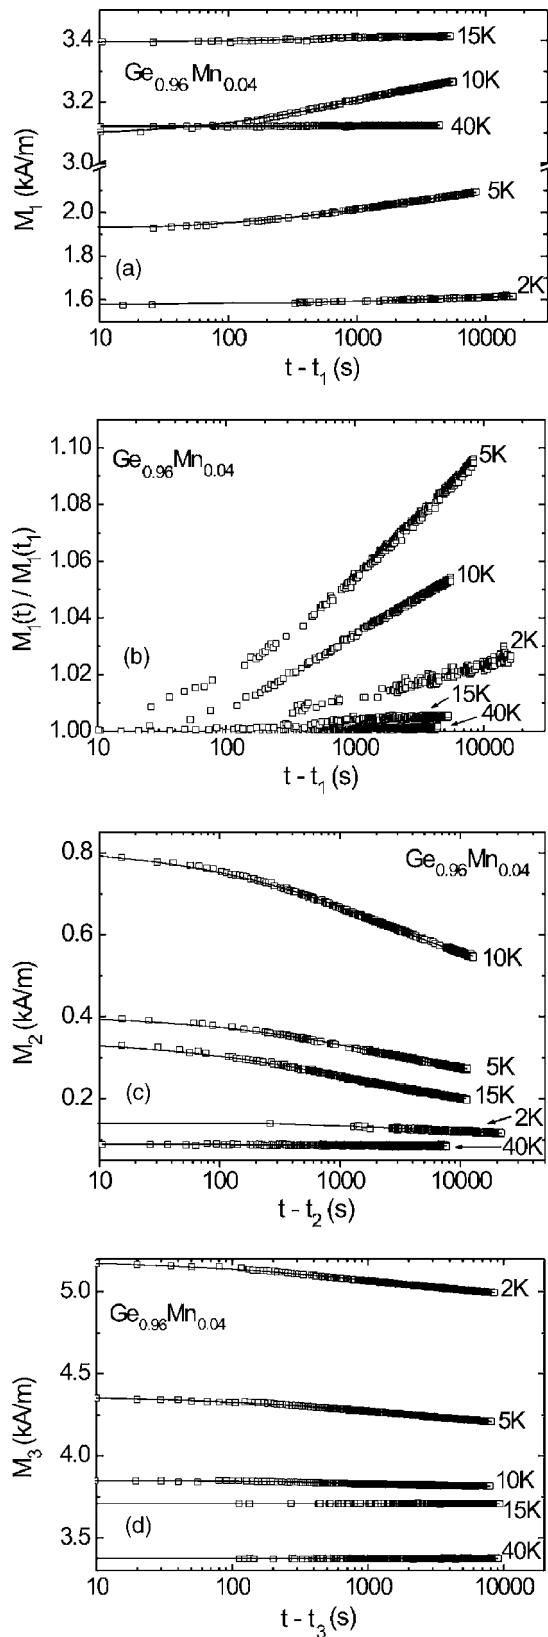 3.4
15K
Ge0.96Mn0.04
10K
3.2
40K
3.0
M1 (kA/m)
5K
2.0
(a)
2K
1.6
10 100 1000 10000
t - t1 (s)
1.10
Ge0.96Mn0.04
5K
1.08
1.06
10K
M1(t) / M1(t1)
1.04
2K
(b)
1.02
15K
40K
1.00
10 100 1000 10000
t - t1 (s)
0.8
Ge0.96Mn0.04
0.6
10K
M2 (kA/m)
0.4
5K
(c)
0.2
15K
2K
40K
10 100 1000 10000
t - t2 (s)
5.0
2K
Ge0.96Mn0.04
4.5
5K
M3 (kA/m)
4.0
10K
15K
(d)
3.5
40K
10 100 1000 10000
t - t3 (s)